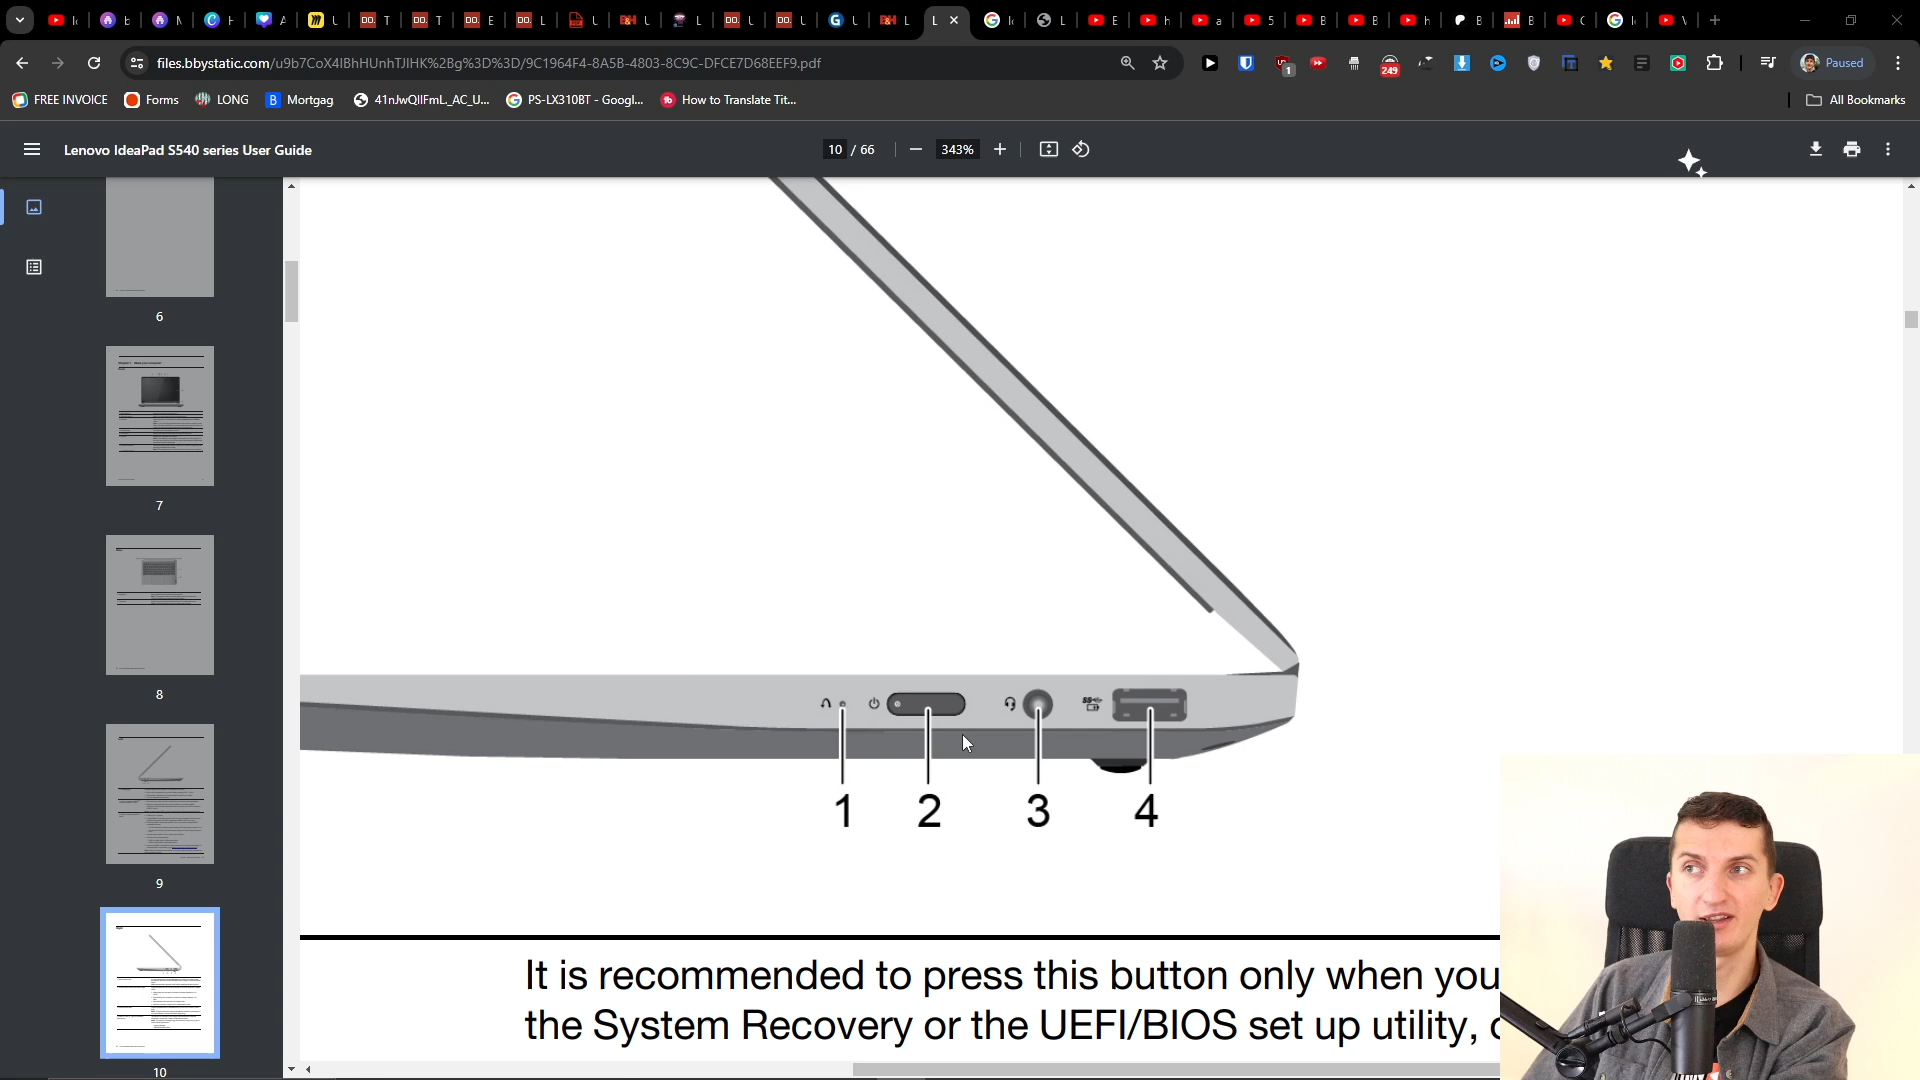 files.bbystatic.com/u9b7CoX4IBhHUnhTJIHK%2Bg%3D%3D/9C1964F4-8A5B-4803-8C9C-DFCE7D68EEF9.pdf
1
249
Paused
FREE INVOICE
Forms
LONG
Mortgag
41nJwQIlFmL._AC_U...
PS-LX310BT - Googl...
How to Translate Tit...
All Bookmarks
Lenovo IdeaPad S540 series User Guide
10 / 66
343%
6
7
8
9
10
1 2 3 4
It is recommended to press this button only when you
the System Recovery or the UEFI/BIOS set up utility,